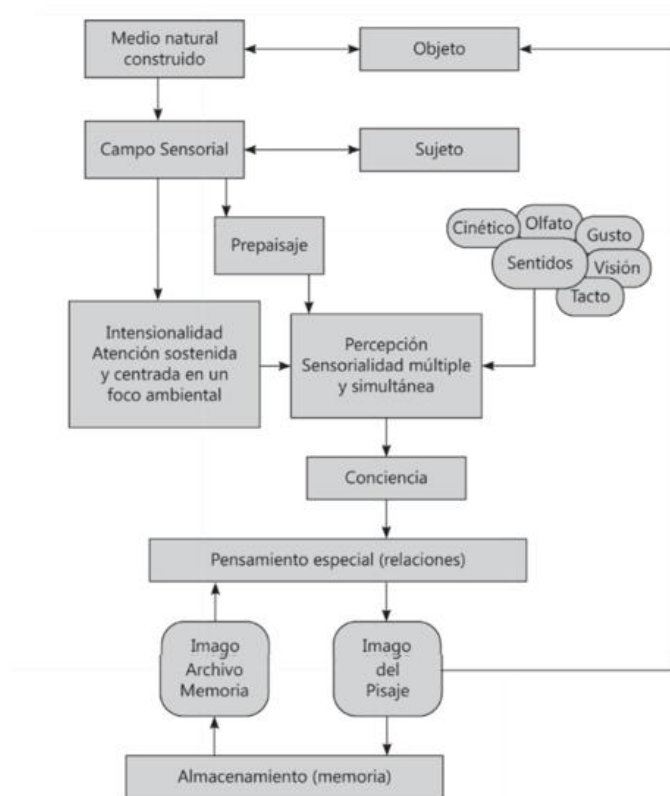 Medio natural
construido
Objeto
Campo Sensorial
Sujeto
Prepaisaje
Cinético
Olfato
Gusto
Sentidos
Visión
Tacto
Intensionalidad
Atención sostenida
y centrada en un
foco ambiental
Percepción
Sensorialidad múltiple
y simultánea
Conciencia
Pensamiento especial (relaciones)
Imago
Archivo
Memoria
Imago
del
Pisaje
Almacenamiento (memoria)